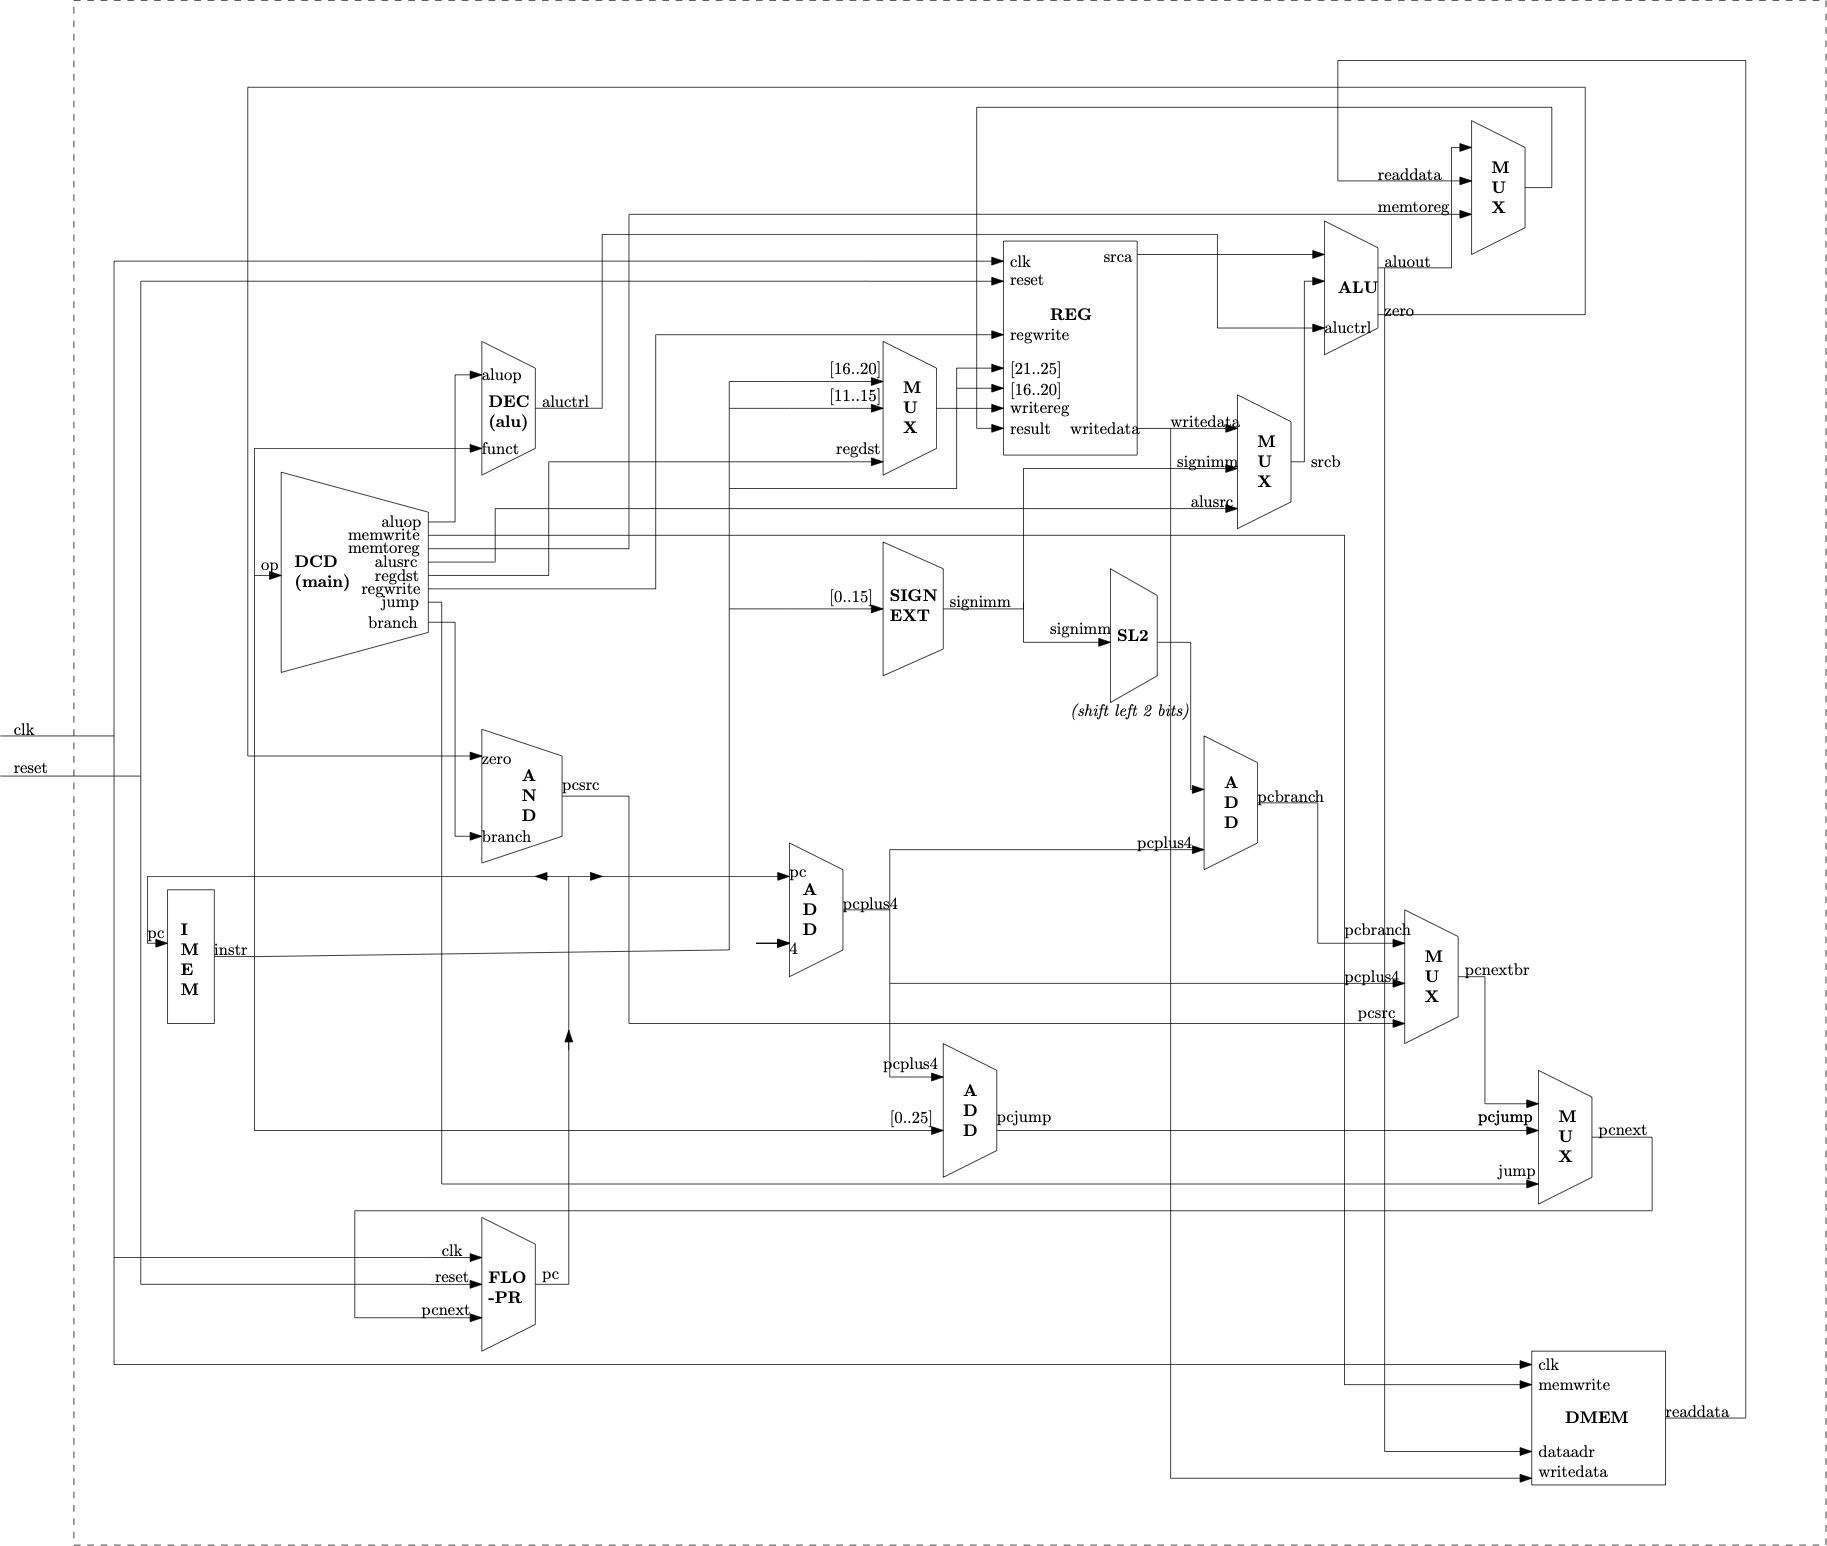 readdata
memtoreg
M
U
X
clk
reset
REG
regwrite
[21..25]
[16..20]
writereg
result
srca
writedata
ALU
aluctrl
aluout
zero
aluop
DEC
(alu)
funct
aluctrl
[16..20]
[11..15]
regdst
M
U
X
writedata
signimm
alusrc
M
U
X
srcb
op
DCD
(main)
aluop
memwrite
memtoreg
alusrc
regdst
regwrite
jump
branch
[0..15]
SIGN
EXT
signimm
signimm
SL2
(shift left 2 bits)
clk
reset
zero
A
N
D
branch
pcsrc
pcplus4
A
D
D
pcbranch
pc
A
D
D
4
pcplus4
pc
I
M
E
M
instr
pcbranch
pcplus4
pcsrc
M
U
X
pcnextbr
pcplus4
[0..25]
A
D
D
pcjump
pcjump
jump
M
U
X
pcnext
clk
reset
pcnext
FLO
-PR
pc
clk
memwrite
DMEM
dataadr
writedata
readdata